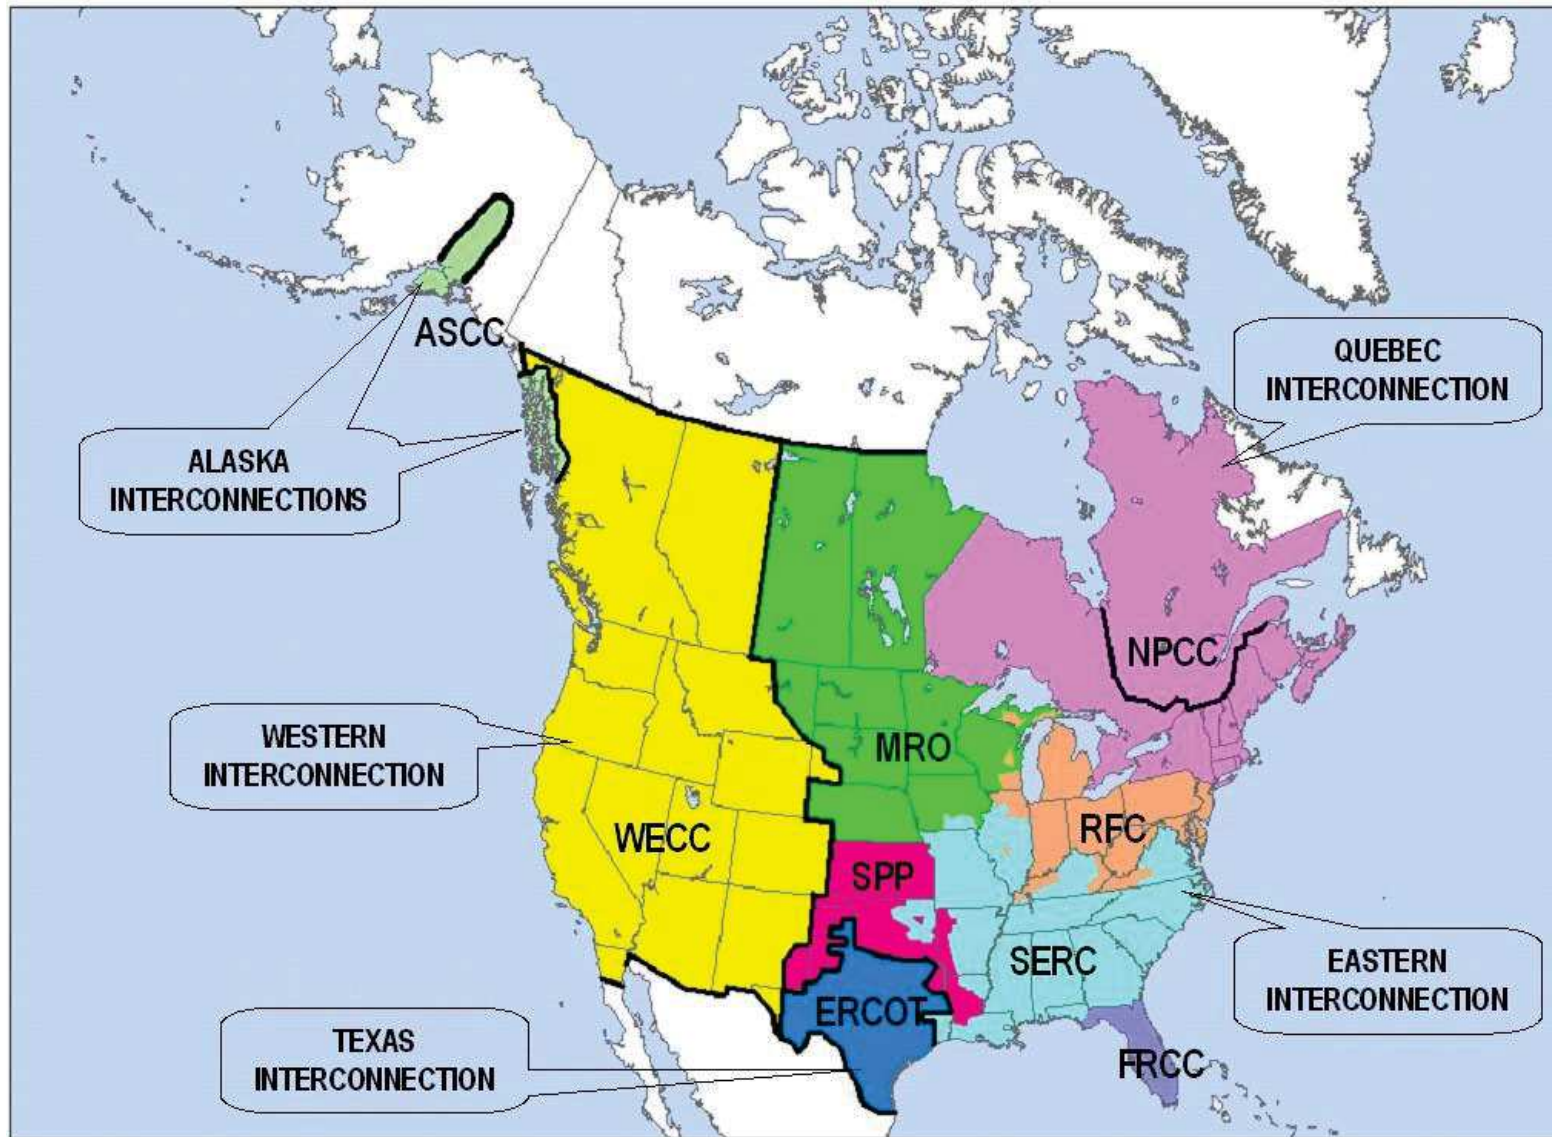 ASCC
QUEBEC
INTERCONNECTION
ALASKA
INTERCONNECTIONS
NPCC
WESTERN
INTERCONNECTION
MRO
WECC
RFC
SPP
SERC
EASTERN
INTERCONNECTION
ERCOT
TEXAS
INTERCONNECTION
FRCC